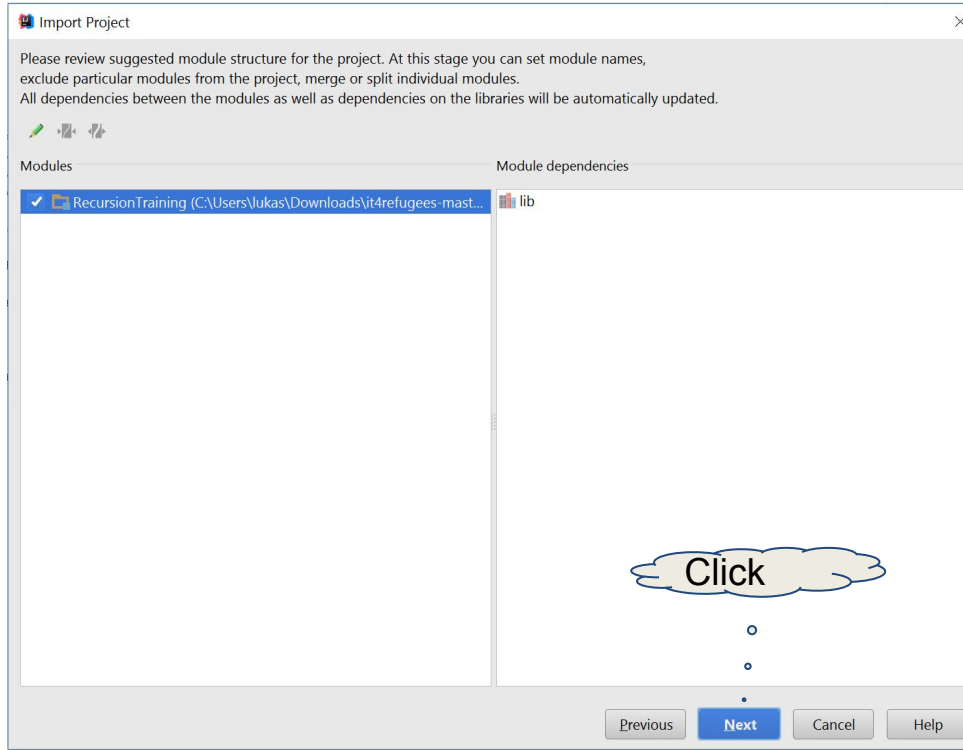 Import Project
Please review suggested module structure for the project. At this stage you can set module names,
exclude particular modules from the project, merge or split individual modules.
All dependencies between the modules as well as dependencies on the libraries will be automatically updated.
Modules
Module dependencies
RecursionTraining (C:\Users\lukas\Downloads\it4refugees-mast...
lib
Click
Previous
Next
Cancel
Help